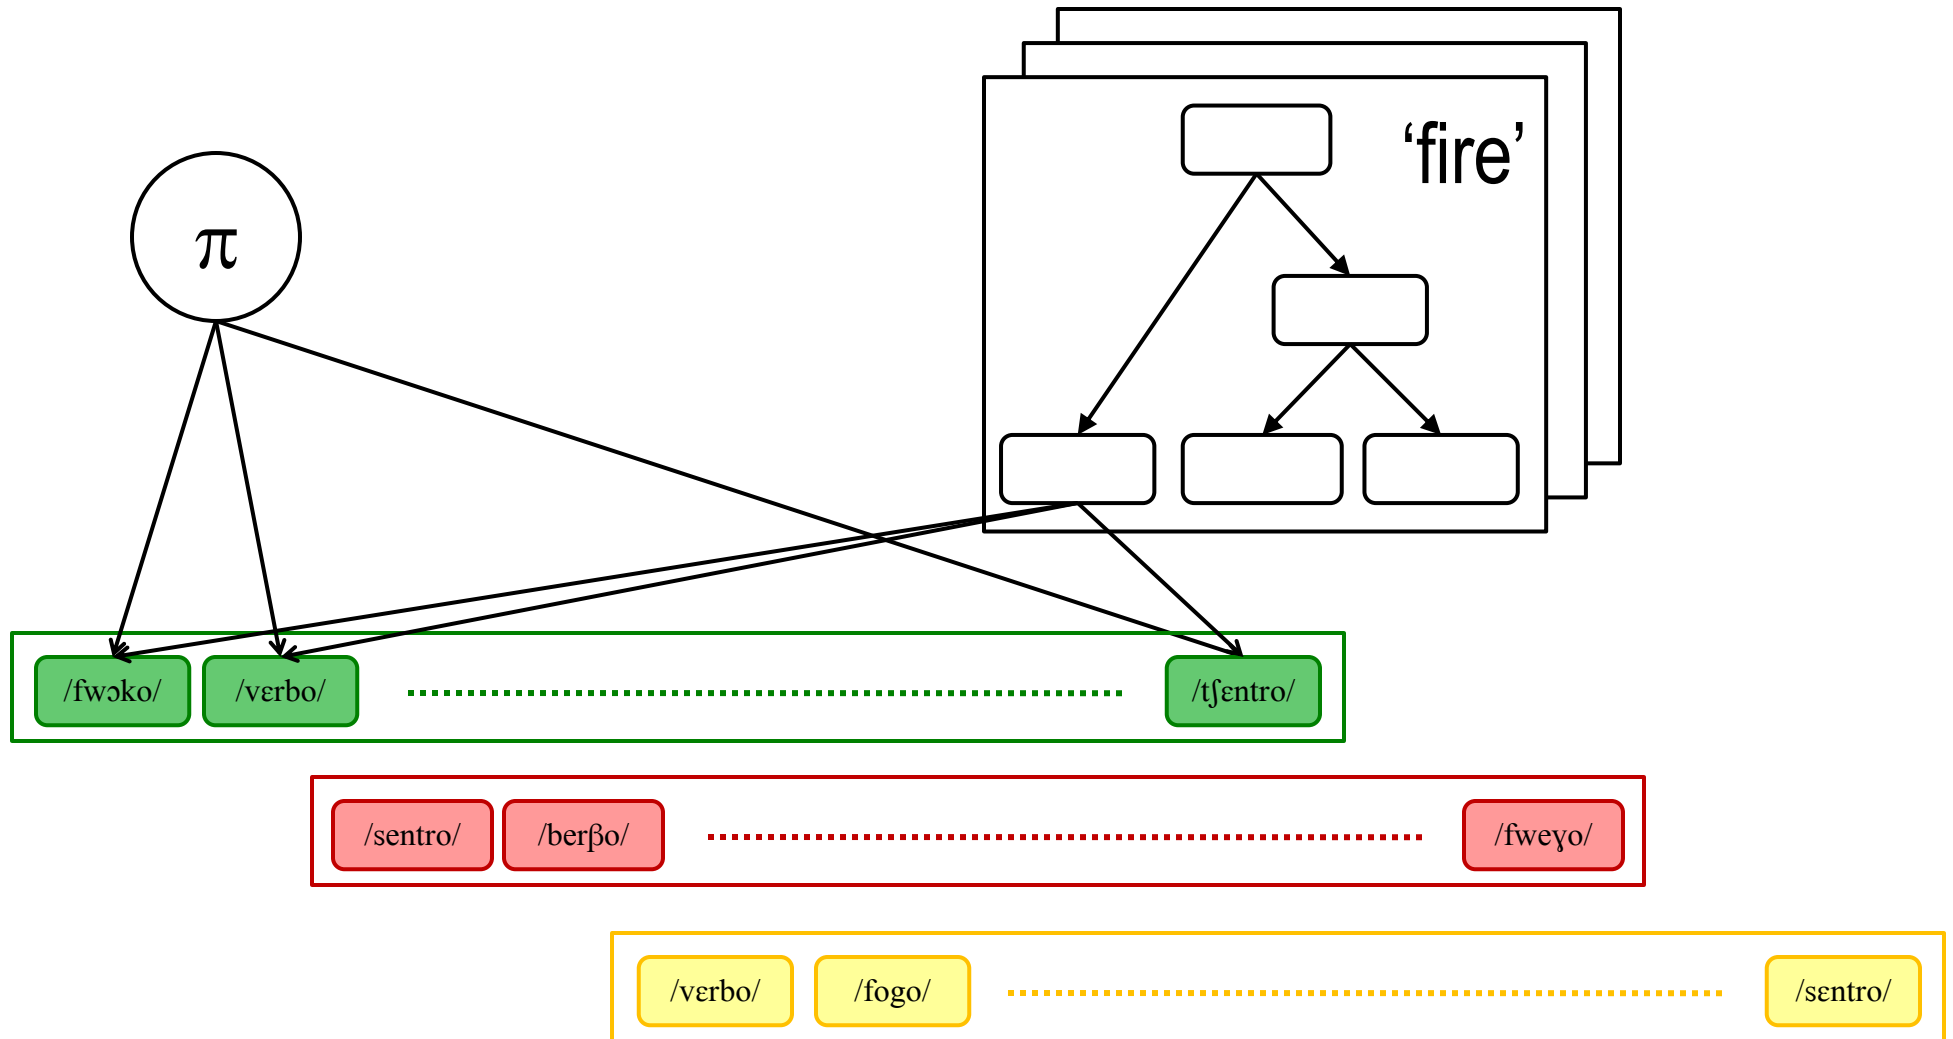 ‘fire’
π
/fwɔko/ /vɛrbo/ /tʃɛntro/
/sentro/ /berβo/ /fweɣo/
/vɛrbo/ /fogo/ /sɛntro/